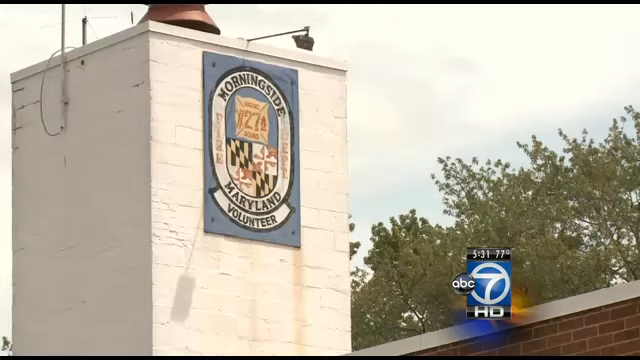 MORNINGSIDE
ENGINE
27
SQUAD
FIRE
DEPT
MARYLAND
VOLUNTEER
5:31 77°
abc 7
HD